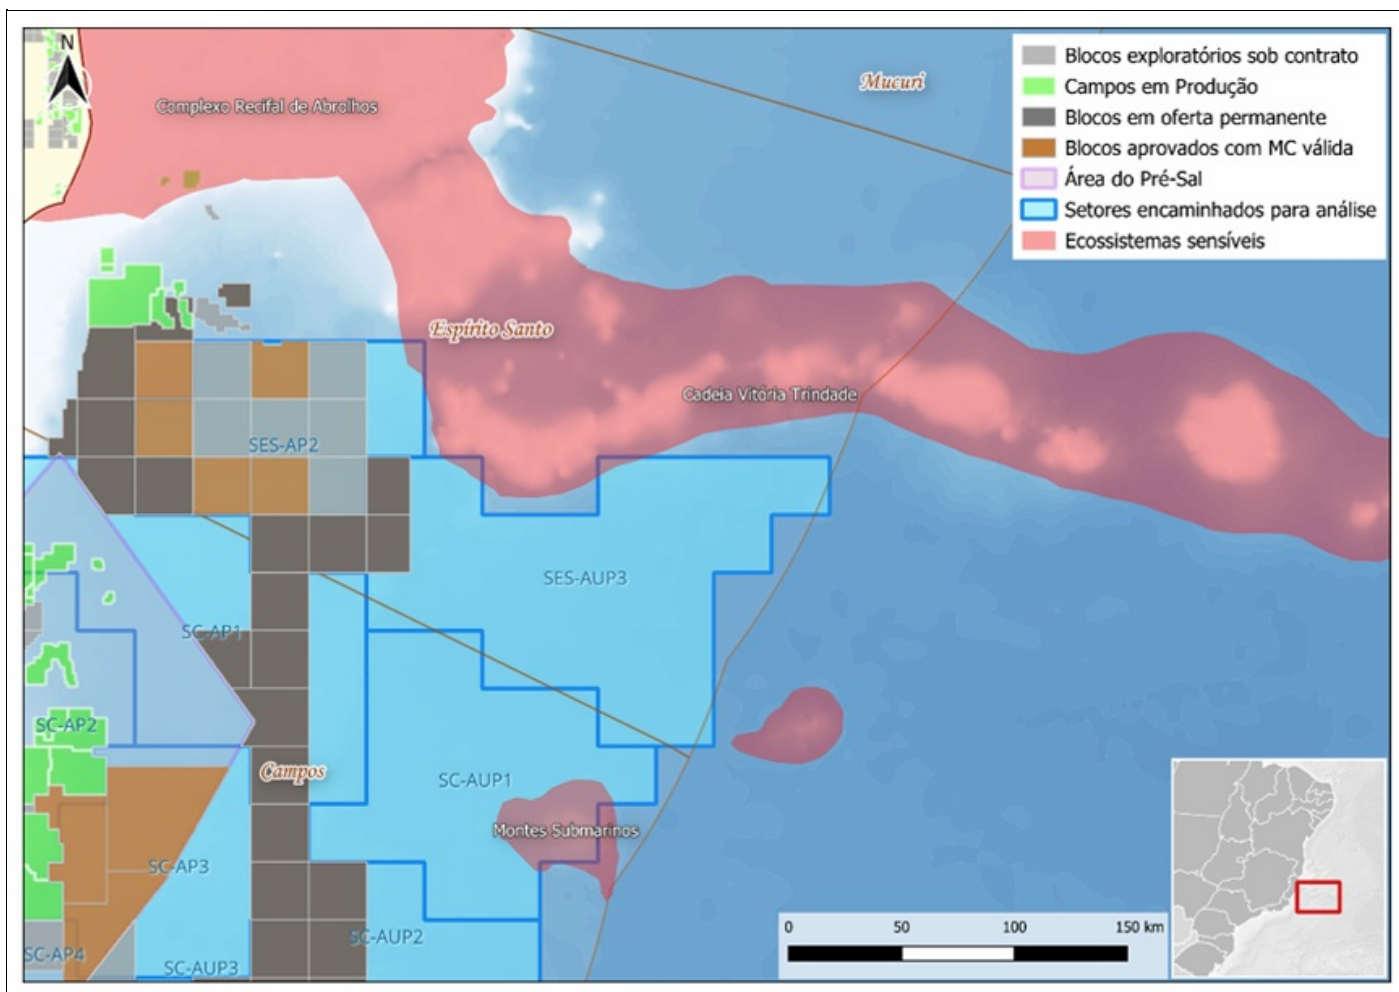 N
Mucuri
Complexo Recifal de Abrolhos
Blocos exploratórios sob contrato
Campos em Produção
Blocos em oferta permanente
Blocos aprovados com MC válida
Área do Pré-Sal
Setores encaminhados para análise
Ecossistemas sensíveis
Espírito Santo
Cadeia Vitória Trindade
SES-AP2
SES-AUP3
SC-AP1
SC-AP2
Campos
SC-AUP1
Montes Submarinos
SC-AP3
SC-AUP2
SC-AP4
SC-AUP3
0 50 100 150 km